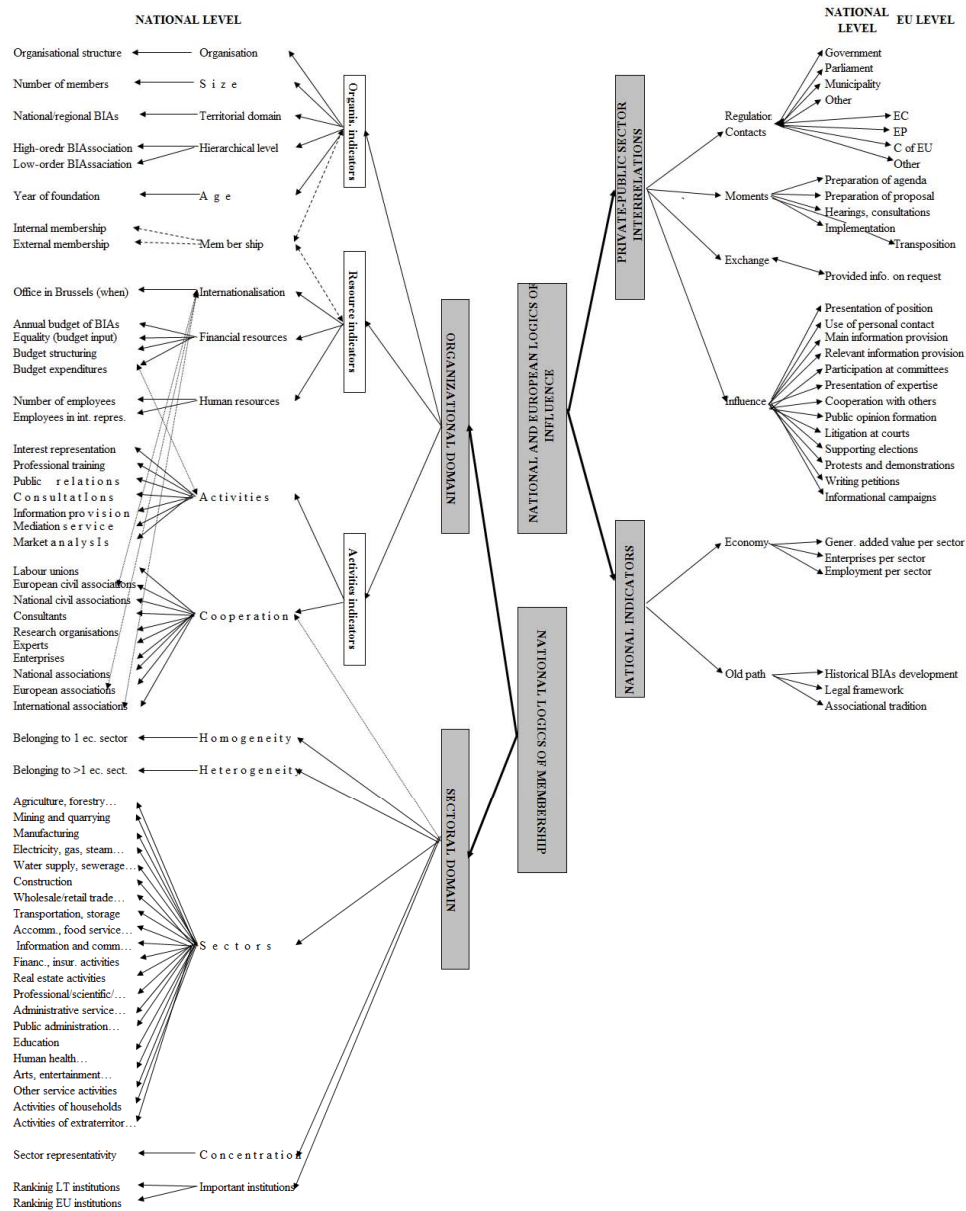 NATIONAL LEVEL
NATIONAL LEVEL
EU LEVEL
Organisational structure
Organisation
Number of members
S i z e
National/regional BIAs
Territorial domain
High-oredr BIAssociation
Hierarchical level
Low-order BIAssaciation
Year of foundation
A g e
Internal membership
External membership
Mem ber ship
Office in Brussels (when)
Internationalisation
Annual budget of BIAs
Equality (budget input)
Financial resources
Budget structuring
Budget expenditures
Number of employees
Human resources
Employees in int. repres.
Interest representation
Professional training
Public r e l a t i o n s
C o n s u l t a t I o n s
A c t i v i t i e s
Information pro v i s i o n
Mediation s e r v i c e
Market a n a l y s I s
Labour unions
European civil associations
National civil associations
Consultants
C o o p e r a t i o n
Research organisations
Experts
Enterprises
National associations
European associations
International associations
Belonging to 1 ec. sector
H o m o g e n e i t y
Belonging to >1 ec. sect.
H e t e r o g e n e i t y
Agriculture, forestry…
Mining and quarrying
Manufacturing
Electricity, gas, steam…
Water supply, sewerage…
Construction
Wholesale/retail trade…
Transportation, storage
Accomm., food service…
Information and comm…
S e c t o r s
Financ., insur. activities
Real estate activities
Professional/scientific/…
Administrative service…
Public administration…
Education
Human health…
Arts, entertainment…
Other service activities
Activities of households
Activities of extraterritor…
Sector representativity
C o n c e n t r a t i o n
Rankinig LT institutions
Important institutions
Rankinig EU institutions
Organis. indicators
Resource indicators
Activities indicators
ORGANIZATIONAL DOMAIN
SECTORAL DOMAIN
NATIONAL AND EUROPEAN LOGICS OF
INFLUENCE
NATIONAL LOGICS OF MEMBERSHIP
PRIVATE-PUBLIC SECTOR
INTERRELATIONS
NATIONAL INDICATORS
Regulation
Contacts
Government
Parliament
Municipality
Other
EC
EP
C of EU
Other
Moments
Preparation of agenda
Preparation of proposal
Hearings, consultations
Implementation
Transposition
Exchange
Provided info. on request
Influence
Presentation of position
Use of personal contact
Main information provision
Relevant information provision
Participation at committees
Presentation of expertise
Cooperation with others
Public opinion formation
Litigation at courts
Supporting elections
Protests and demonstrations
Writing petitions
Informational campaigns
Economy
Gener. added value per sector
Enterprises per sector
Employment per sector
Old path
Historical BIAs development
Legal framework
Associational tradition